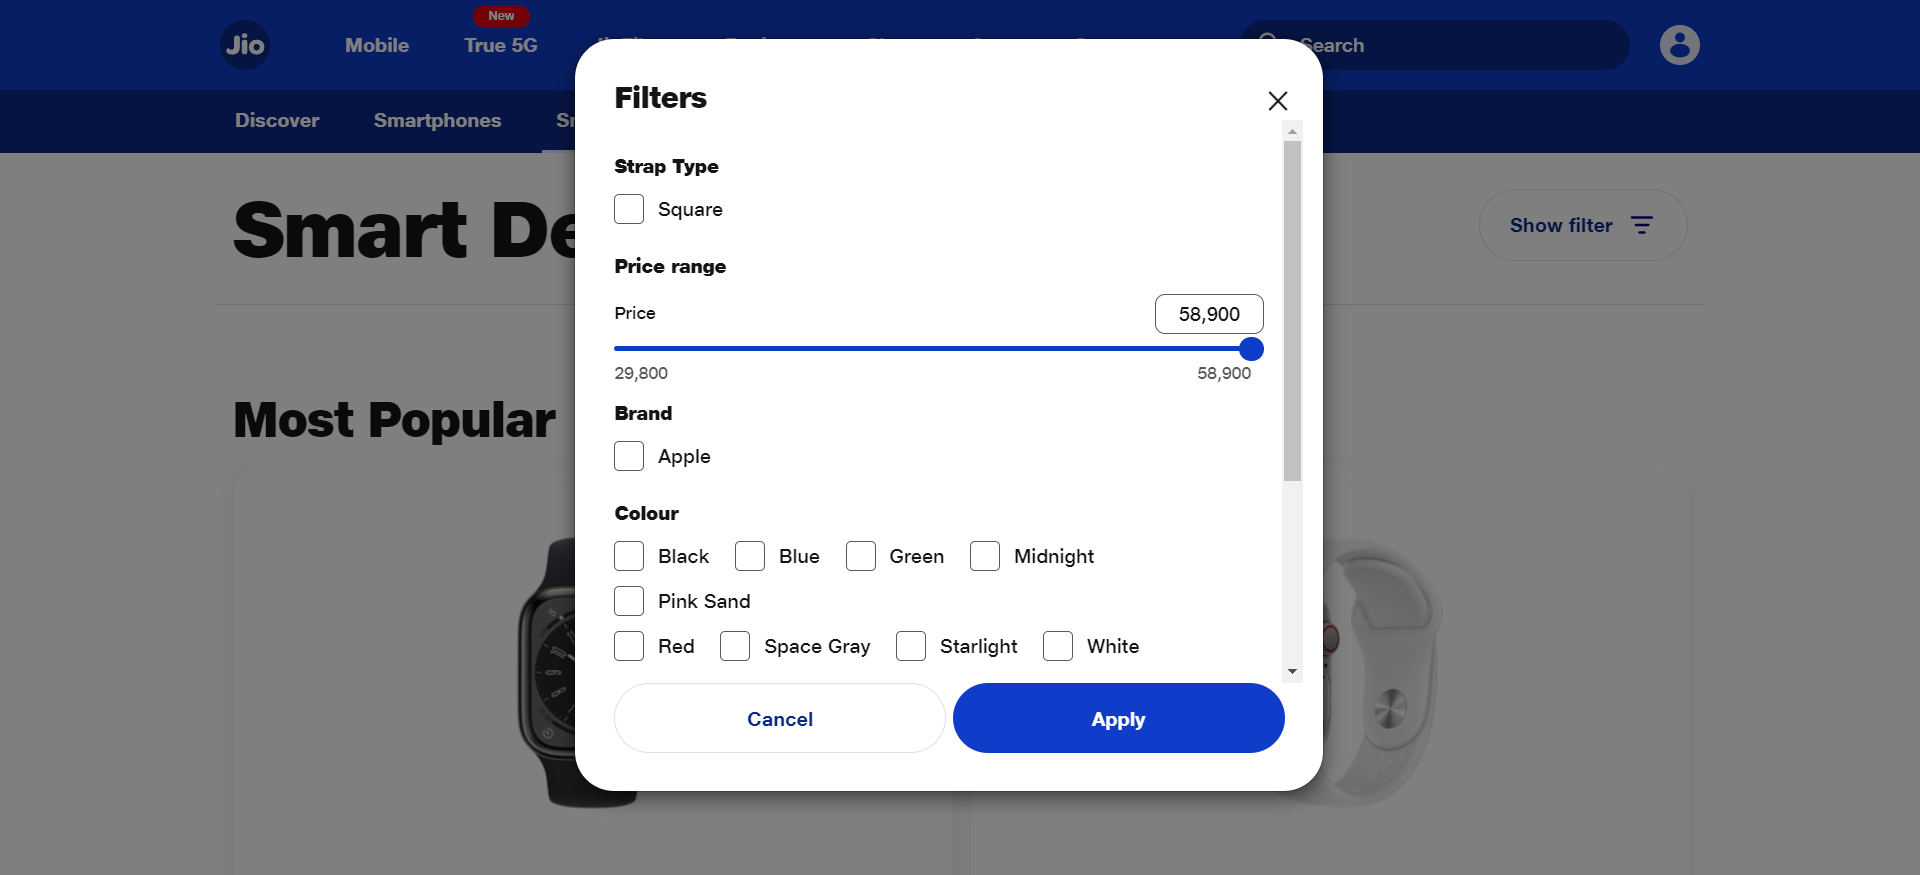 New
Jio
Mobile
True 5G
Search
Discover
Smartphones
Smart De
Show filter
Most Popular
Filters
Strap Type
Square
Price range
Price
58,900
29,800
58,900
Brand
Apple
Colour
Black
Blue
Green
Midnight
Pink Sand
Red
Space Gray
Starlight
White
Cancel
Apply